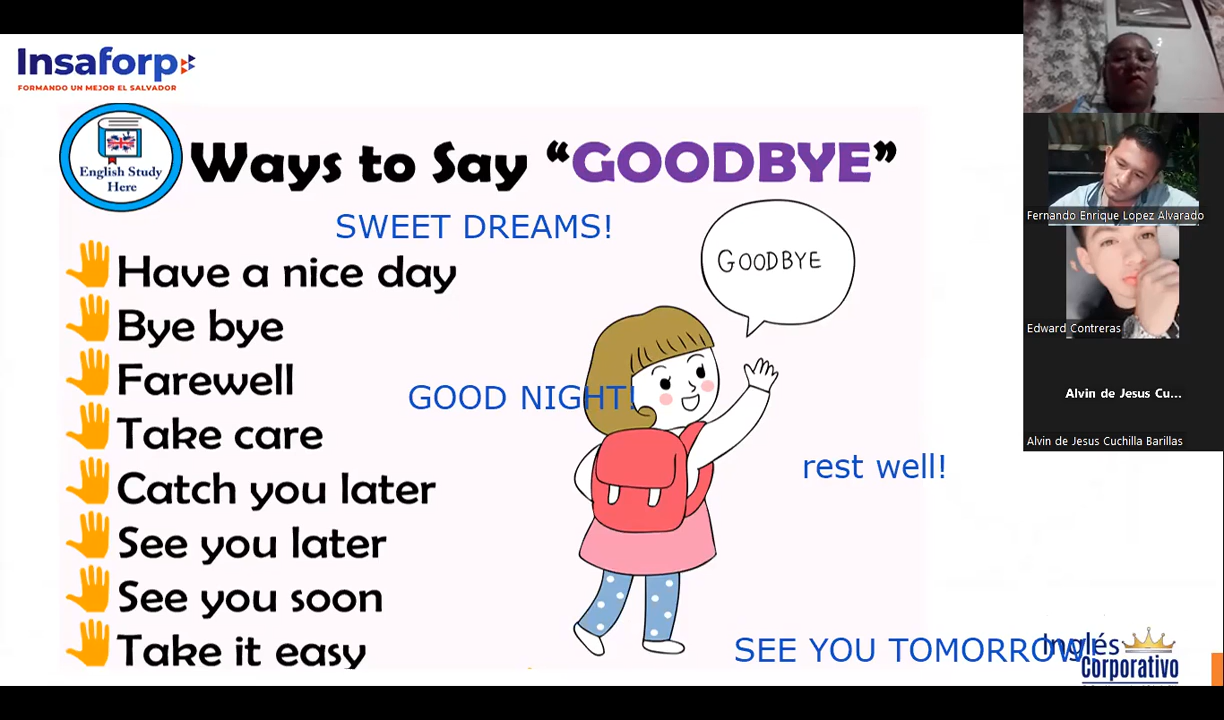 Insaforp
FORMANDO UN MEJOR EL SALVADOR
English Study
Here
Ways to Say “GOODBYE”
SWEET DREAMS!
GOODBYE
Have a nice day
Bye bye
Farewell
GOOD NIGHT!
Take care
rest well!
Catch you later
See you later
See you soon
Take it easy
SEE YOU TOMORROW!
Inglés
Corporativo
Fernando Enrique Lopez Alvarado
Edward Contreras
Alvin de Jesus Cu...
Alvin de Jesus Cuchilla Barillas